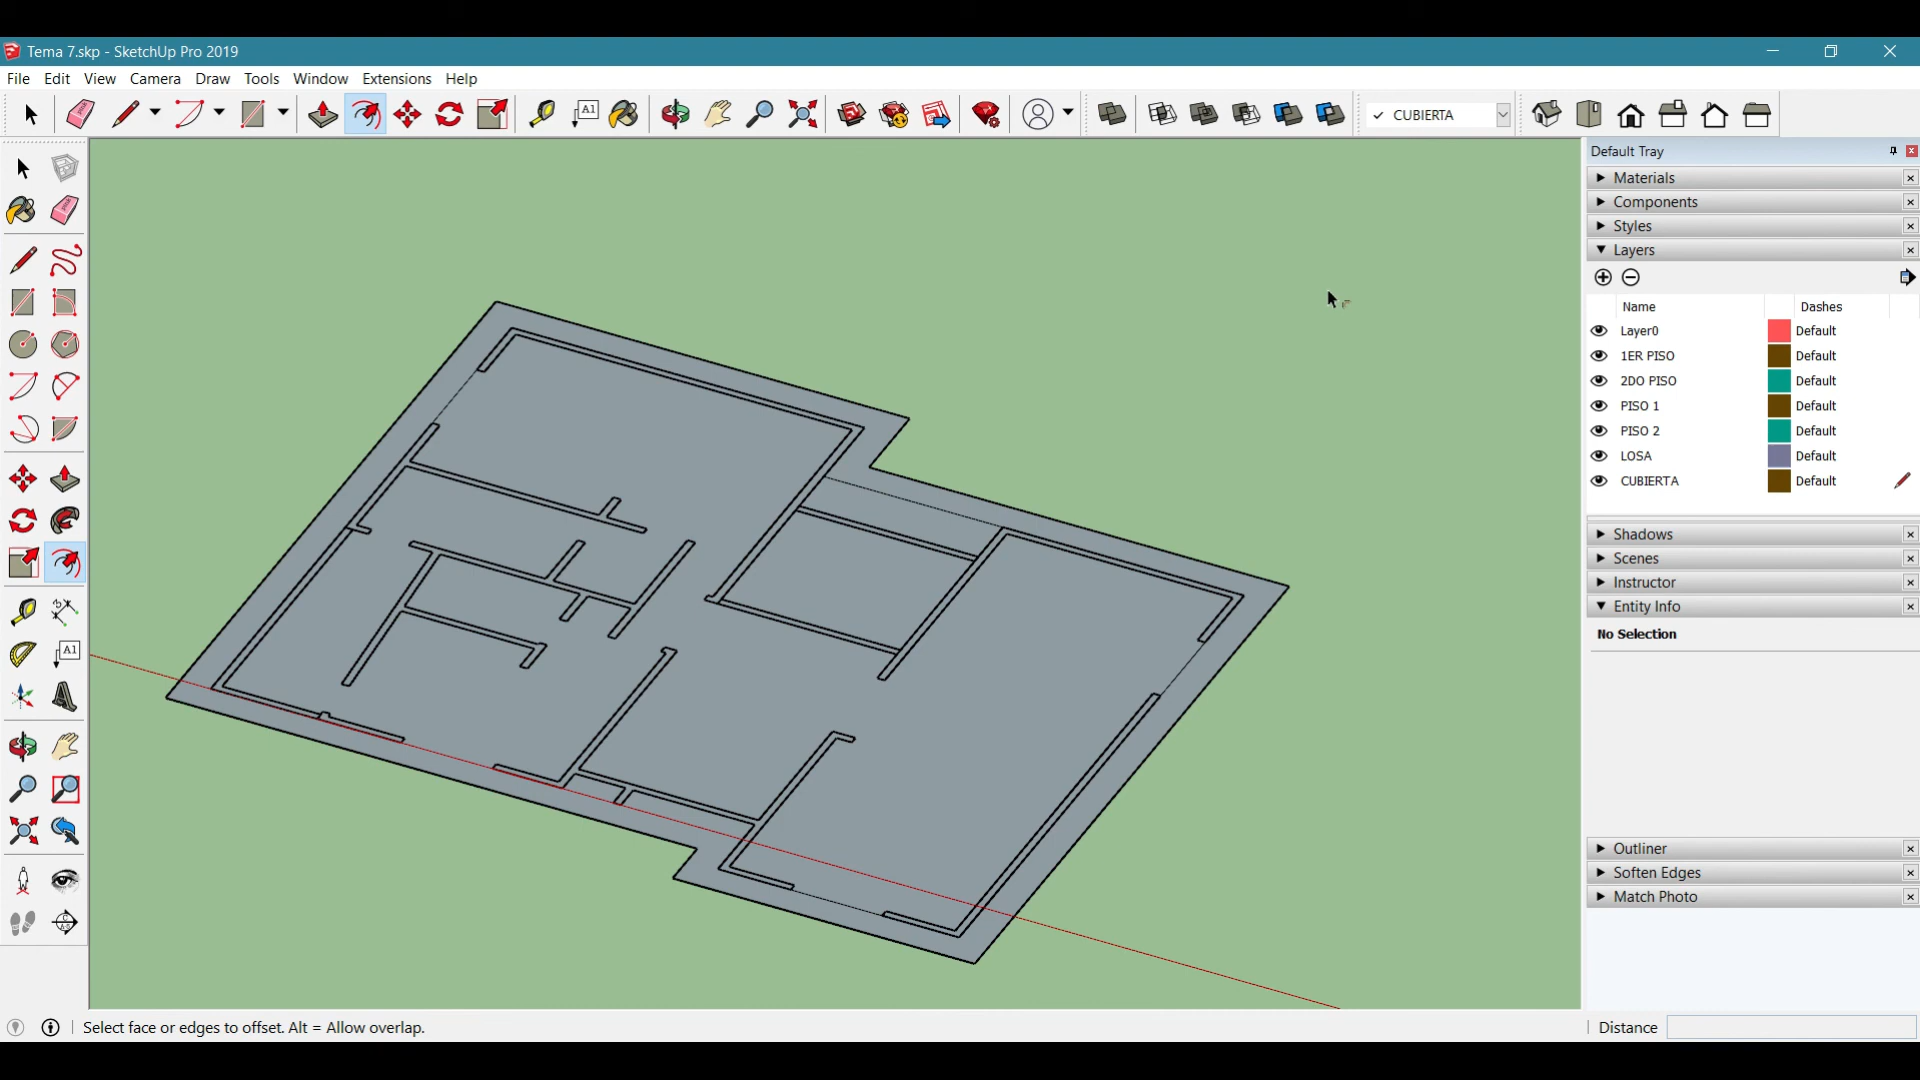 Tema 7.skp - SketchUp Pro 2019
File Edit View Camera Draw Tools Window Extensions Help
A1
✓ CUBIERTA
Default Tray
Materials
Components
Styles
Layers
Name Dashes
Layer0 Default
1ER PISO Default
2DO PISO Default
PISO 1 Default
PISO 2 Default
LOSA Default
CUBIERTA Default
Shadows
Scenes
Instructor
Entity Info
No Selection
A1
Outliner
Soften Edges
Match Photo
Select face or edges to offset. Alt = Allow overlap.
Distance